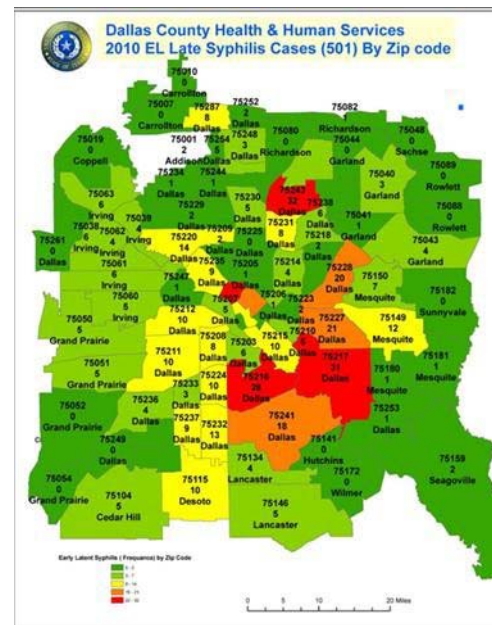 Dallas County Health & Human Services
2010 EL Late Syphilis Cases (501) By Zip code
75010
0
Carrollton
75007
0
Carrollton
75287
8
Dallas
75252
2
Dallas
75248
3
Dallas
75082
1
Richardson
75080
0
Richardson
75044
0
Garland
75048
0
Sachse
75019
0
Coppell
75001
2
Addison
75254
5
Dallas
75234
1
Dallas
75244
1
Dallas
75040
3
Garland
75089
0
Rowlett
75088
0
Rowlett
75063
6
Irving
75229
2
Dallas
75230
5
Dallas
75243
32
Dallas
75238
6
Dallas
75041
1
Garland
75043
4
Garland
75038
6
Irving
75062
4
Irving
75039
4
Irving
75220
14
Dallas
75209
2
Dallas
75225
0
Dallas
75231
8
Dallas
75218
2
Dallas
75261
0
Dallas
75061
6
Irving
75235
9
Dallas
75205
1
Dallas
75214
4
Dallas
75228
20
Dallas
75150
7
Mesquite
75182
0
Sunnyvale
75060
5
Irving
75247
1
Dallas
75206
1
Dallas
75223
2
Dallas
75149
12
Mesquite
75050
5
Grand Prairie
75212
10
Dallas
75207
5
Dallas
75227
21
Dallas
75051
5
Grand Prairie
75211
10
Dallas
75208
8
Dallas
75203
6
Dallas
75215
10
Dallas
75210
Dallas
75217
31
Dallas
75180
1
Mesquite
75181
1
Mesquite
75052
0
Grand Prairie
75236
4
Dallas
75233
3
Dallas
75224
10
Dallas
75216
Dallas
75253
1
Dallas
75249
0
Dallas
75237
9
Dallas
75232
13
Dallas
75241
18
Dallas
75141
0
Hutchins
75054
0
Grand Prairie
75104
5
Cedar Hill
75115
10
Desoto
75134
4
Lancaster
75146
5
Lancaster
75172
0
Wilmer
75159
2
Seagoville
Early Latent Syphilis ( Frequance) by Zip Code
0
5
10
20 Miles